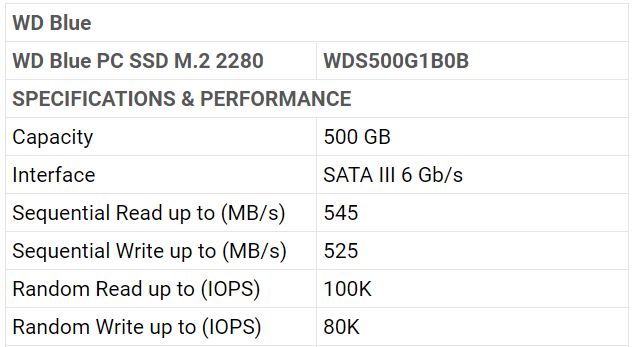 WD Blue
WD Blue PC SSD M.2 2280 WDS500G1B0B
SPECIFICATIONS & PERFORMANCE
Capacity 500 GB
Interface SATA III 6 Gb/s
Sequential Read up to (MB/s) 545
Sequential Write up to (MB/s) 525
Random Read up to (IOPS) 100K
Random Write up to (IOPS) 80K